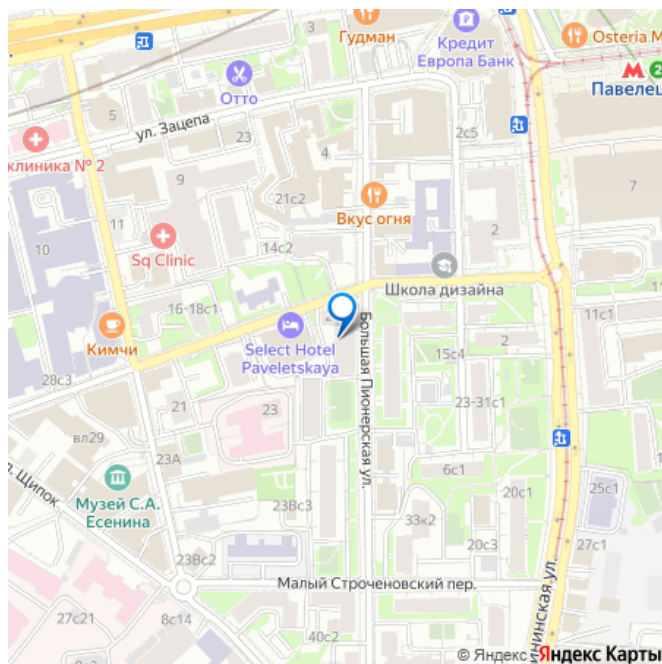 Гудман
Кредит
Европа Банк
Osteria M
Павелец
2
Отто
5
ул. Зацепа
23
4
2с5
клиника № 2
9
21с2
7
11
Вкус огня
2
10
Sq Clinic
14с2
Школа дизайна
16-18с1
11с1
Кимчи
Select Hotel
Paveletskaya
Большая Пионерская ул.
2
15с4
28с3
21
23
23-31с1
вл29
23А
6с1
л. Щипок
Музей С.А.
Есенина
23Вс3
20с1
25с1
33к2
23Вс2
20с3
27с1
Малый Строченовский пер.
27с21
8с14
40с2
нинская ул.
© Яндекс Яндекс Карты